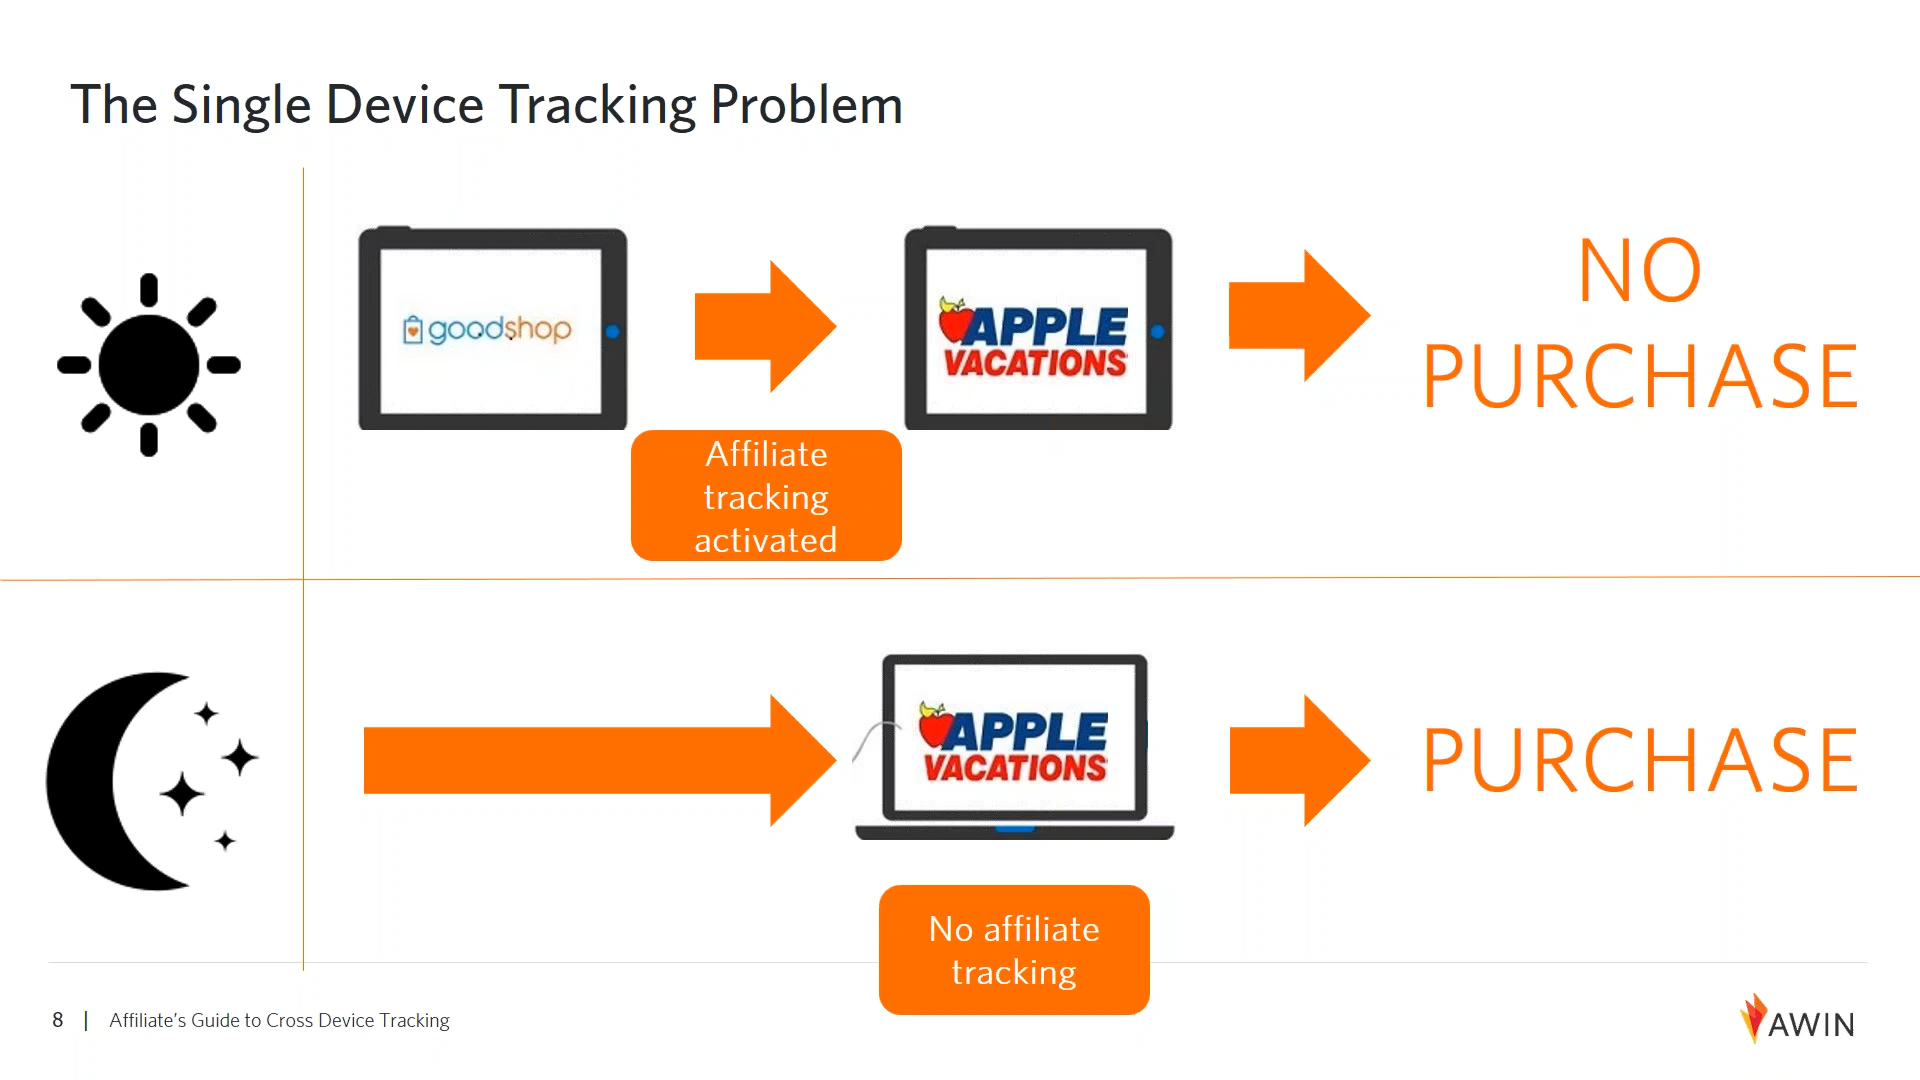 The Single Device Tracking Problem
goodshop
APPLE
VACATIONS
NO
PURCHASE
Affiliate
tracking
activated
APPLE
VACATIONS
PURCHASE
No affiliate
tracking
8 | Affiliate’s Guide to Cross Device Tracking
AWIN